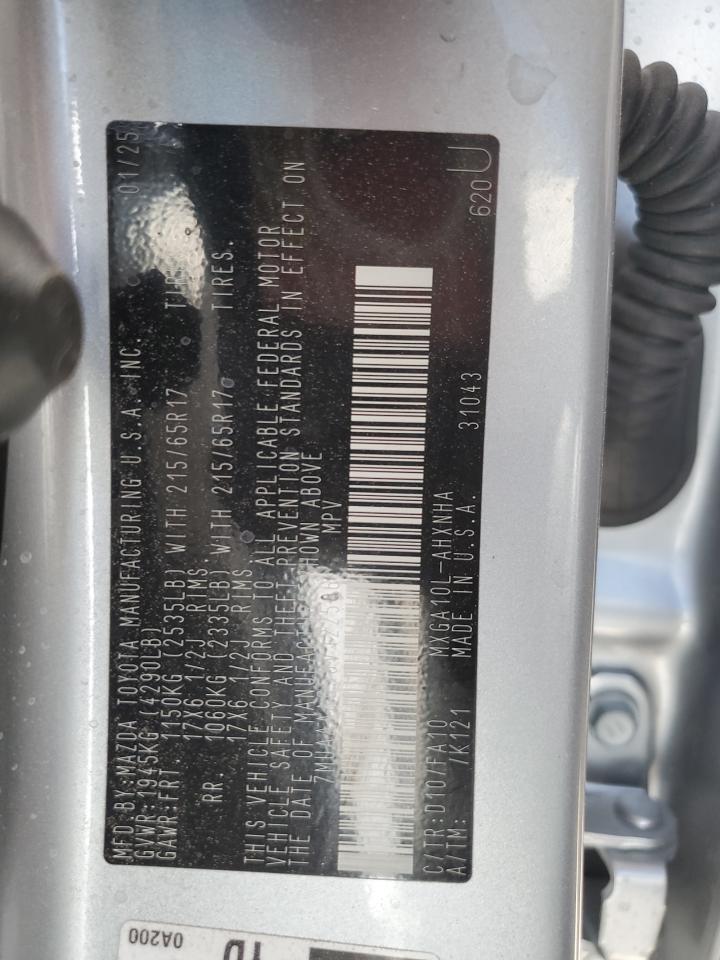 MFD.BY:MAZDA TOYOTA MANUFACTURING U.S.A.,INC. 01/25
GVWR:1945KG (4290LB)
GAWR:FRT 1150KG (2535LB) WITH 215/65R17
17X6 1/2J RIMS,
RR. 1060KG (2335LB) WITH 215/65R17 TIRES.
17X6 1/2J RIMS,
THIS VEHICLE CONFORMS TO ALL APPLICABLE FEDERAL MOTOR
VEHICLE SAFETY AND THEFT PREVENTION STANDARDS IN EFFECT ON
THE DATE OF MANUFACTURE SHOWN ABOVE
MPV
C/TR:D10/FA10 MXGA10L-AHXNHA 31043
A/TM: /K121 MADE IN U.S.A.
620 U
0A200